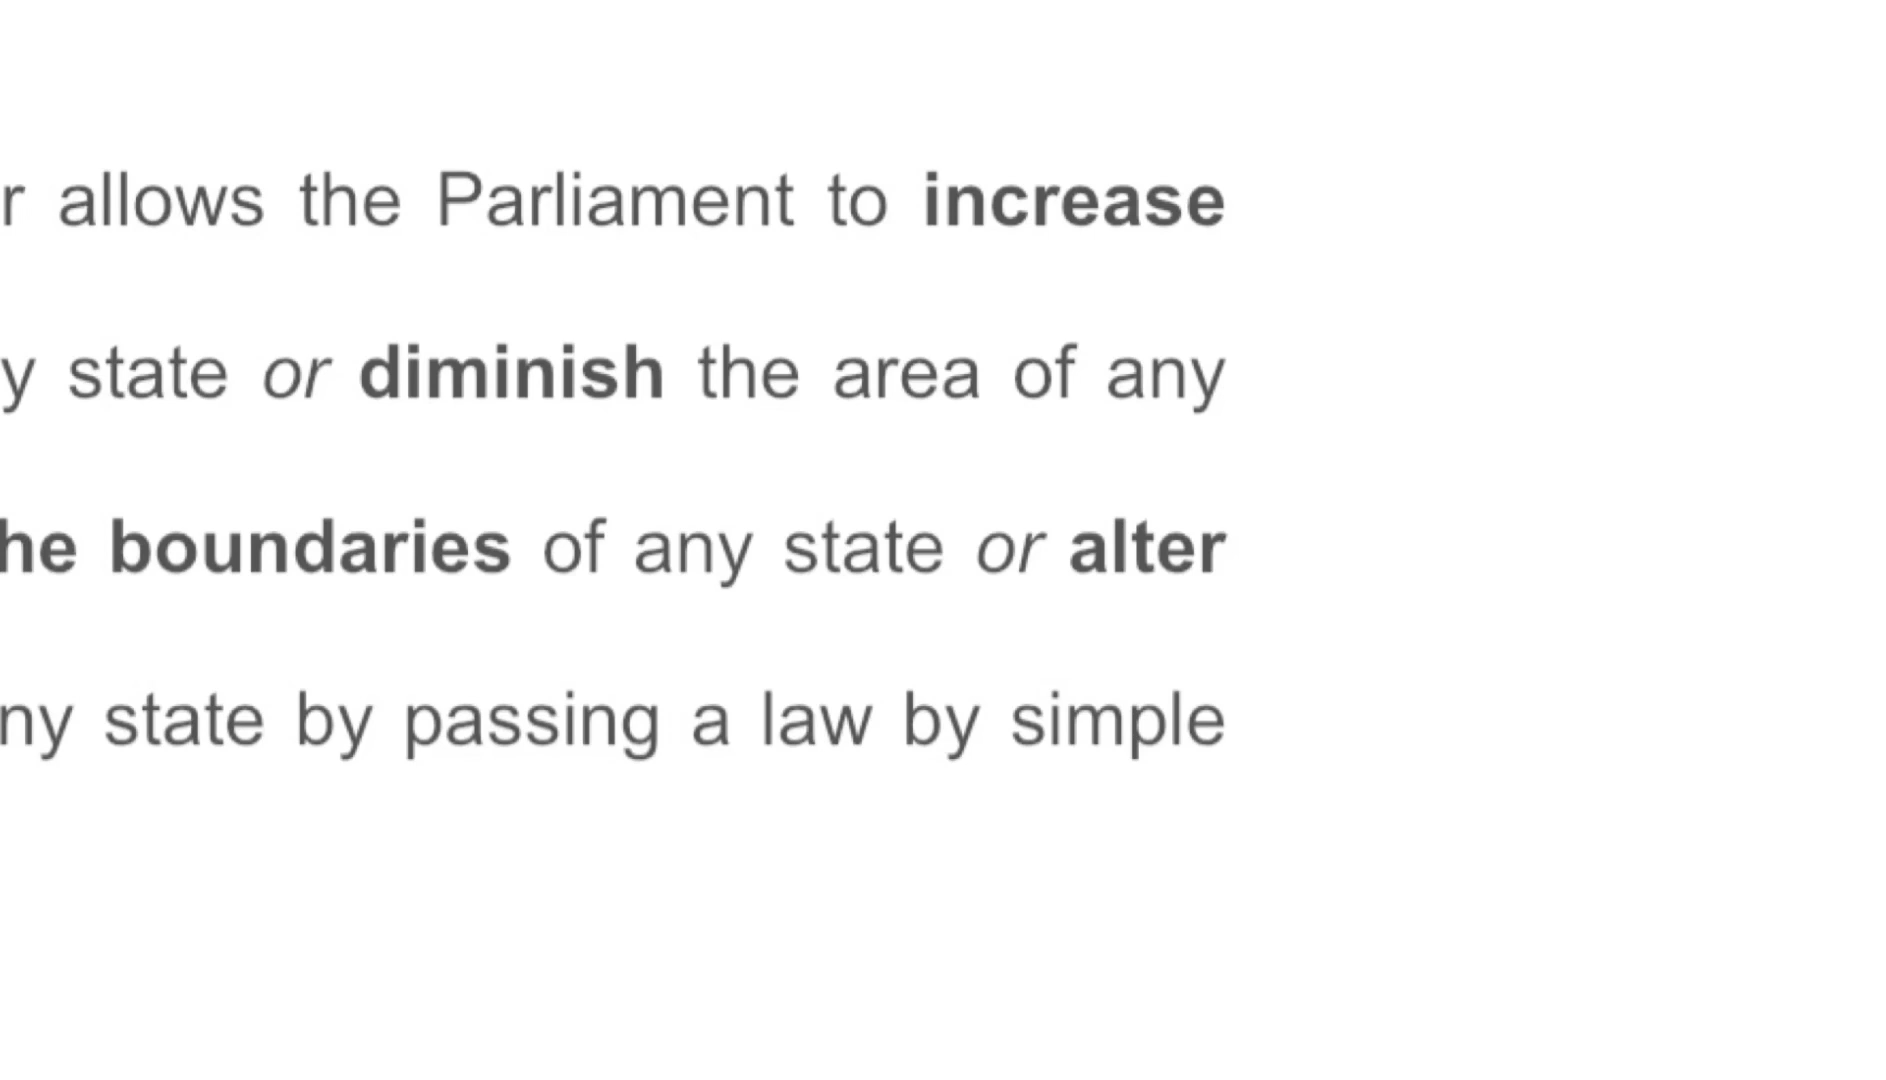 r allows the Parliament to increase
y state or diminish the area of any
he boundaries of any state or alter
ny state by passing a law by simple